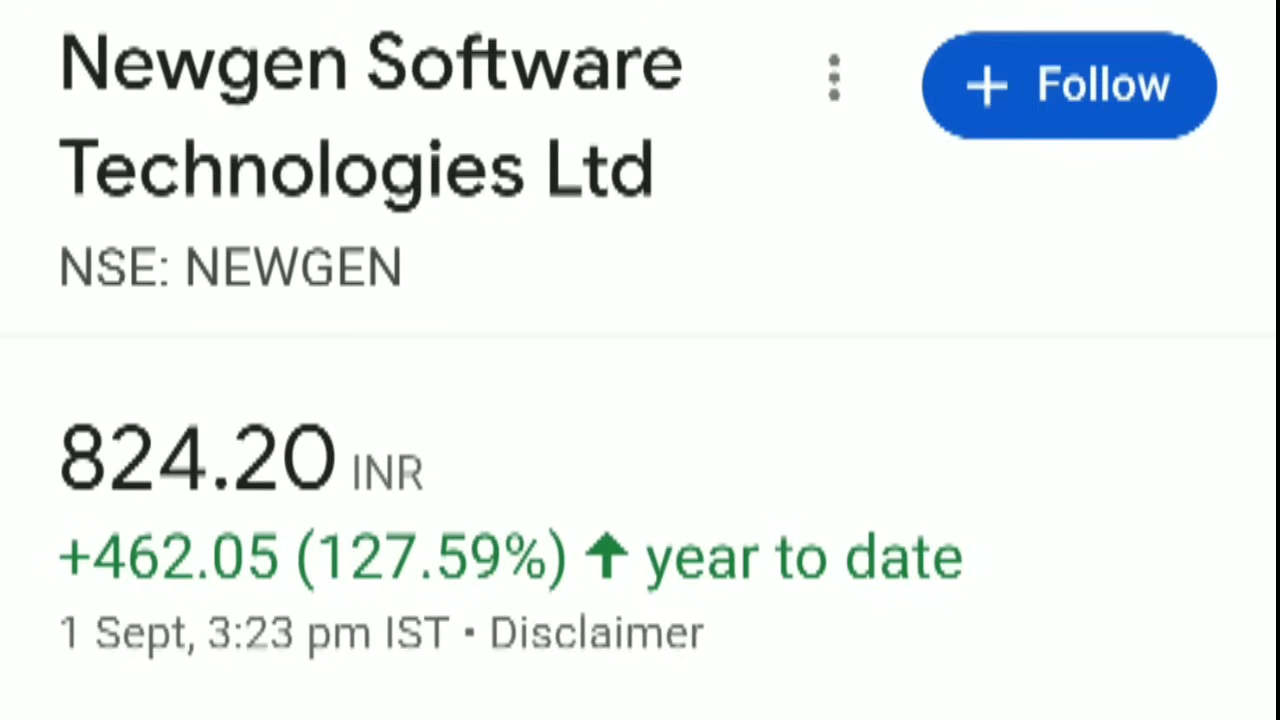 Newgen Software
Technologies Ltd
+ Follow
NSE: NEWGEN
824.20 INR
+462.05 (127.59%) ↑ year to date
1 Sept, 3:23 pm IST • Disclaimer